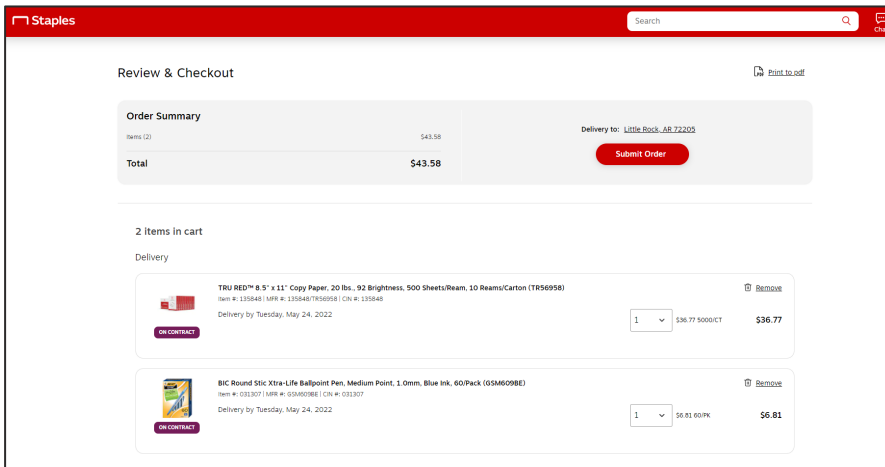 Staples
Search
Chat
Review & Checkout
Print to pdf
Order Summary
Items (2) $43.58
Total $43.58
Delivery to: Little Rock, AR 72205
Submit Order
2 items in cart
Delivery
TRU RED™ 8.5" x 11" Copy Paper, 20 lbs., 92 Brightness, 500 Sheets/Ream, 10 Reams/Carton (TR56958)
Remove
Item #: 135848 | MFR #: 135848/TR56958 | CIN #: 135848
Delivery by Tuesday, May 24, 2022
1 $36.77 5000/CT $36.77
ON CONTRACT
BIC Round Stic Xtra-Life Ballpoint Pen, Medium Point, 1.0mm, Blue Ink, 60/Pack (GSM609BE)
Remove
Item #: 031307 | MFR #: GSM609BE | CIN #: 031307
Delivery by Tuesday, May 24, 2022
1 $6.81 60/PK $6.81
ON CONTRACT